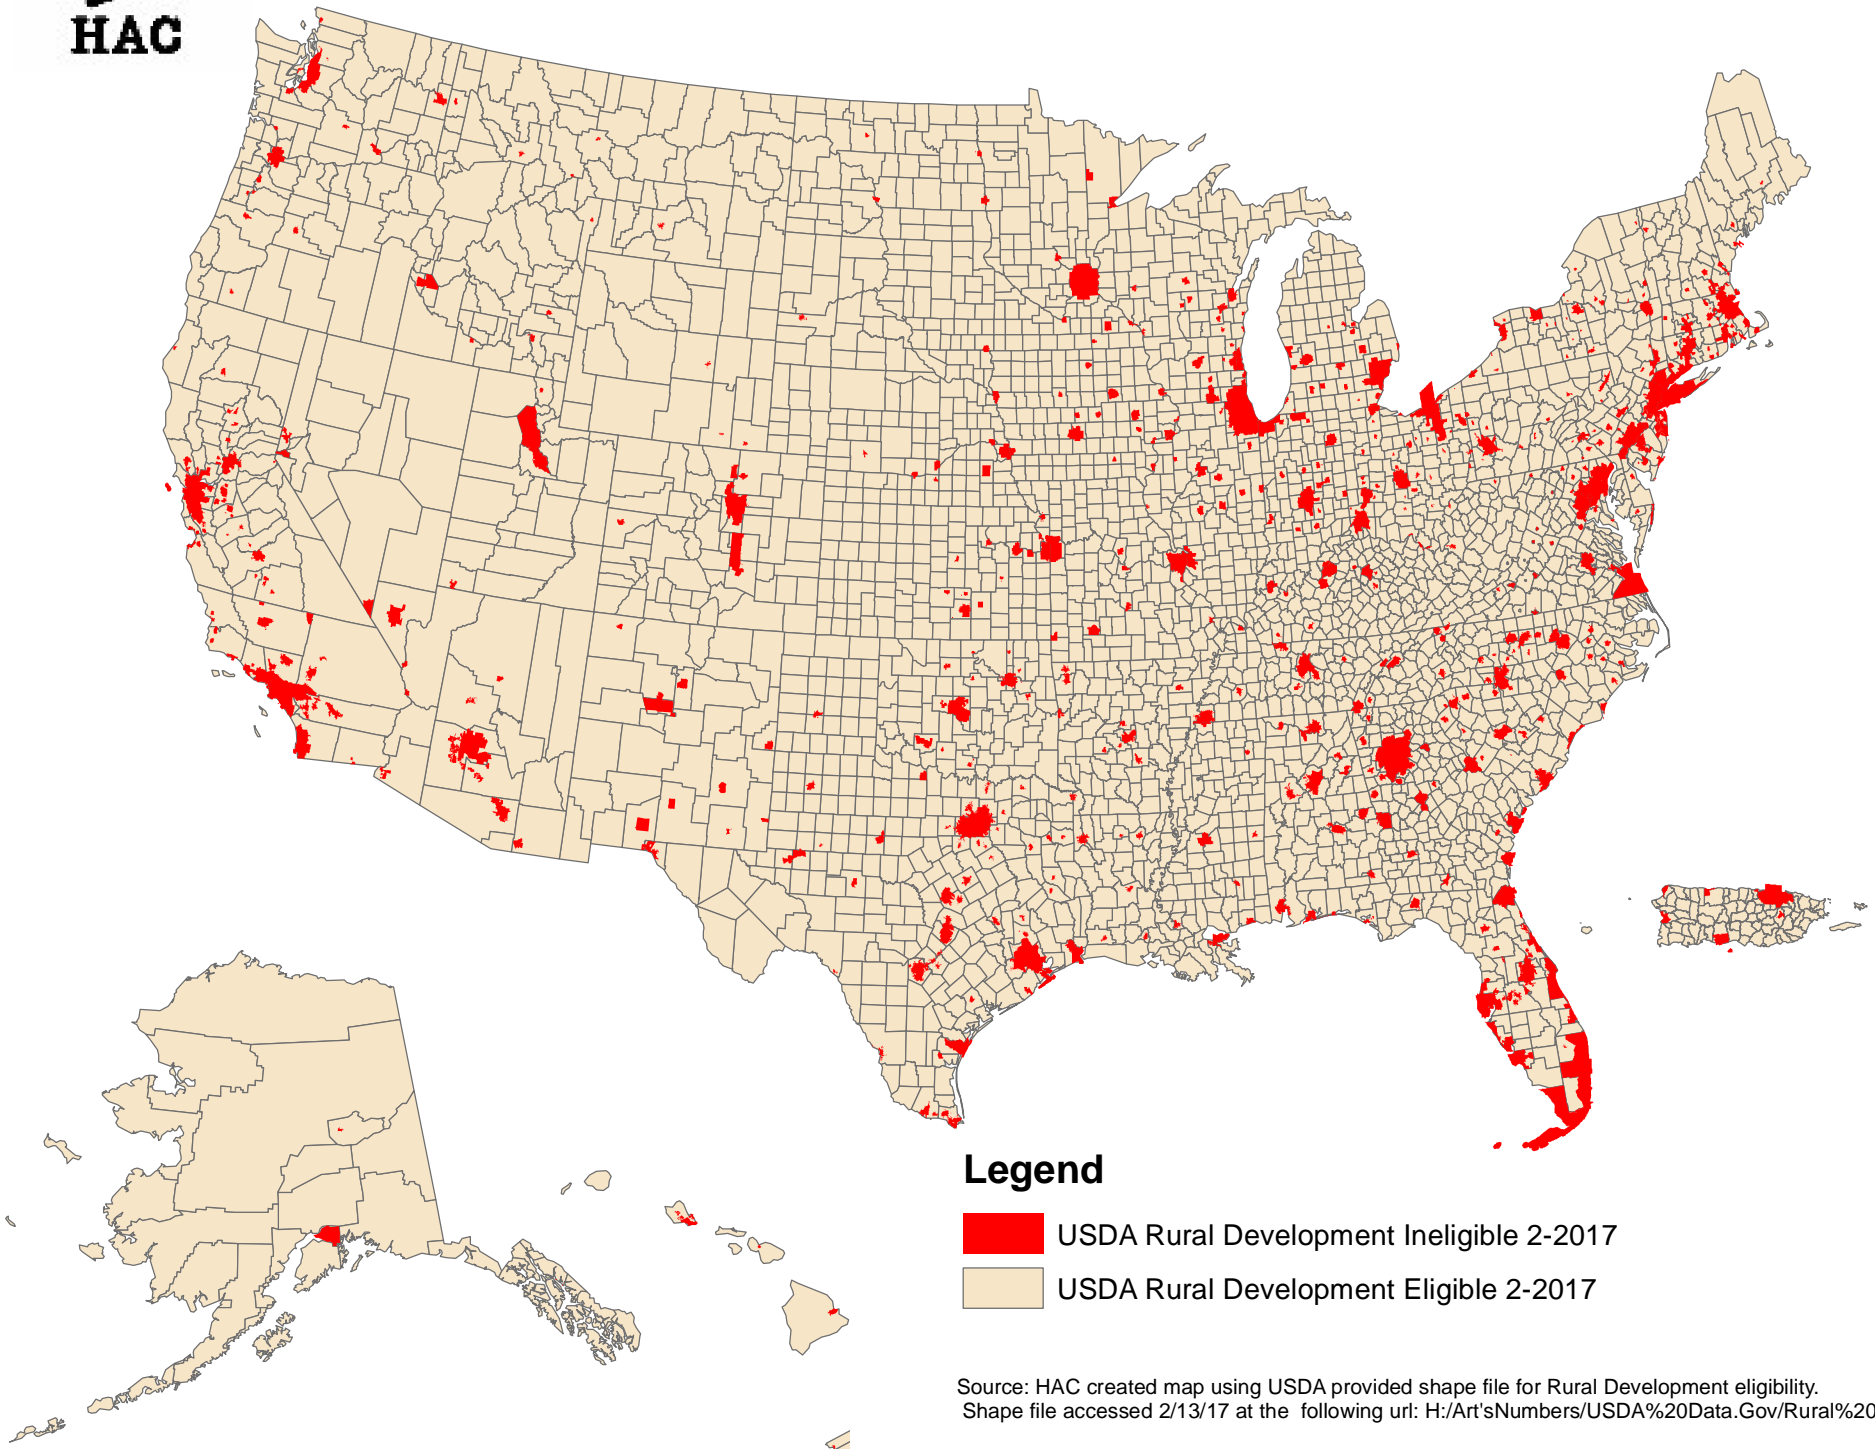 HAC
Legend
USDA Rural Development Ineligible 2-2017
USDA Rural Development Eligible 2-2017
Source: HAC created map using USDA provided shape file for Rural Development eligibility.
Shape file accessed 2/13/17 at the following url: H:/Art'sNumbers/USDA%20Data.Gov/Rural%20